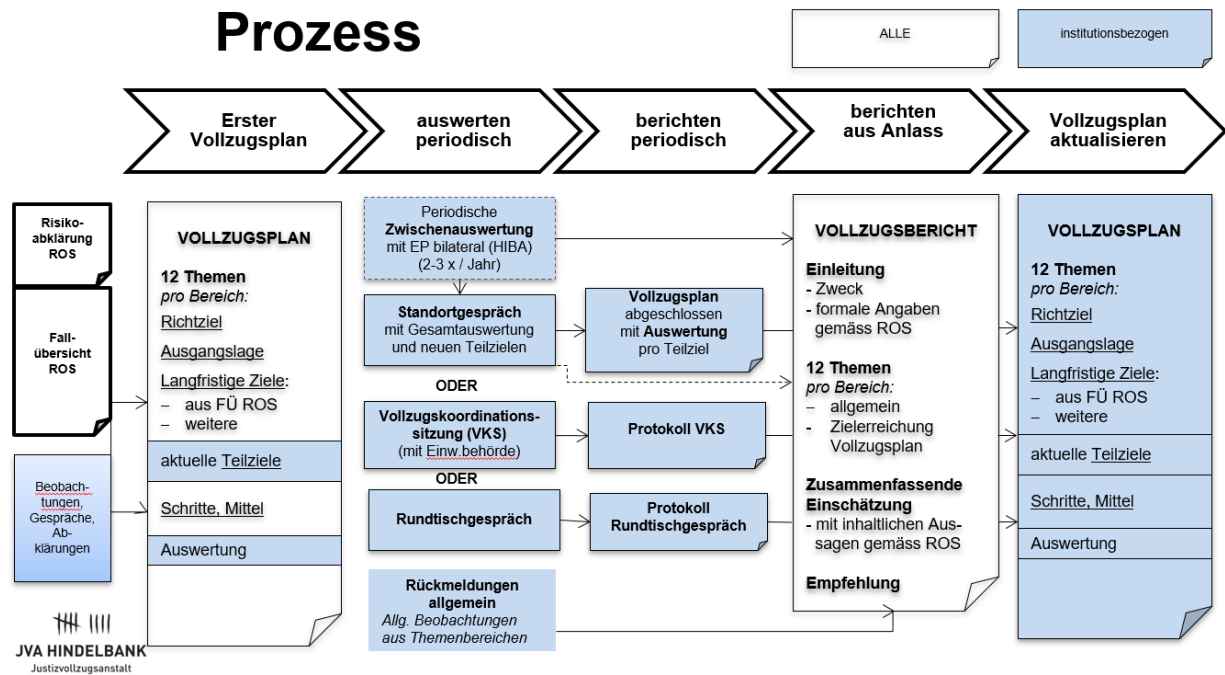 Prozess
ALLE
institutionsbezogen
Erster
Vollzugsplan
auswerten
periodisch
berichten
periodisch
berichten
aus Anlass
Vollzugsplan
aktualisieren
Risiko-
abklärung
ROS
Fall-
übersicht
ROS
Beobach-
tungen,
Gespräche,
Ab-
klärungen
VOLLZUGSPLAN
12 Themen
pro Bereich:
Richtziel
Ausgangslage
Langfristige Ziele:
– aus FÜ ROS
– weitere
aktuelle Teilziele
Schritte, Mittel
Auswertung
Periodische
Zwischenauswertung
mit EP bilateral (HIBA)
(2-3 x / Jahr)
Standortgespräch
mit Gesamtauswertung
und neuen Teilzielen
ODER
Vollzugskoordinations-
sitzung (VKS)
(mit Einw.behörde)
ODER
Rundtischgespräch
Rückmeldungen
allgemein
Allg. Beobachtungen
aus Themenbereichen
Vollzugsplan
abgeschlossen
mit Auswertung
pro Teilziel
Protokoll VKS
Protokoll
Rundtischgespräch
VOLLZUGSBERICHT
Einleitung
- Zweck
- formale Angaben
gemäss ROS
12 Themen
pro Bereich:
– allgemein
– Zielerreichung
Vollzugsplan
Zusammenfassende
Einschätzung
- mit inhaltlichen Aus-
sagen gemäss ROS
Empfehlung
VOLLZUGSPLAN
12 Themen
pro Bereich:
Richtziel
Ausgangslage
Langfristige Ziele:
– aus FÜ ROS
– weitere
aktuelle Teilziele
Schritte, Mittel
Auswertung
JVA HINDELBANK
Justizvollzugsanstalt